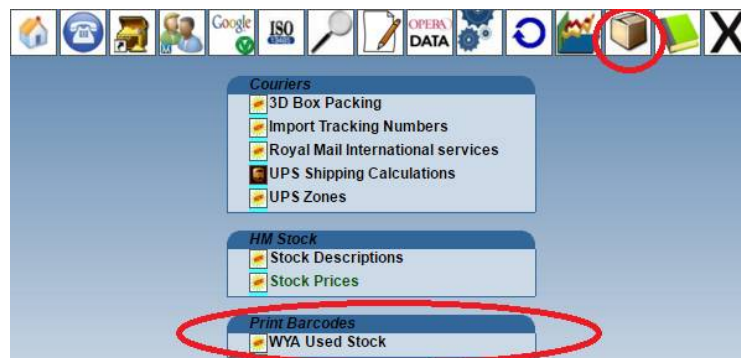 Google
ISO
OPERA
DATA
X
Couriers
3D Box Packing
Import Tracking Numbers
Royal Mail International services
UPS Shipping Calculations
UPS Zones
HM Stock
Stock Descriptions
Stock Prices
Print Barcodes
WYA Used Stock